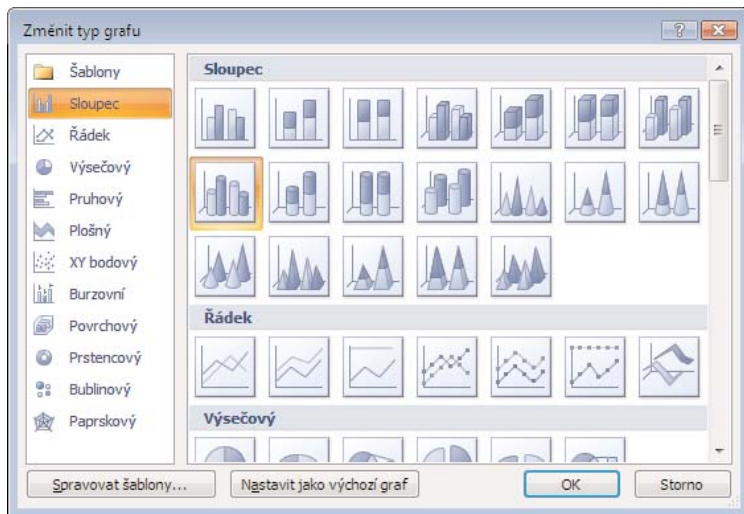 Změnit typ grafu
Šablony
Sloupec
Řádek
Výsečový
Pruhový
Plošný
XY bodový
Burzovní
Povrchový
Prstencový
Bublinový
Paprskový
Sloupec
Řádek
Výsečový
Spravovat šablony...
Nastavit jako výchozí graf
OK
Storno